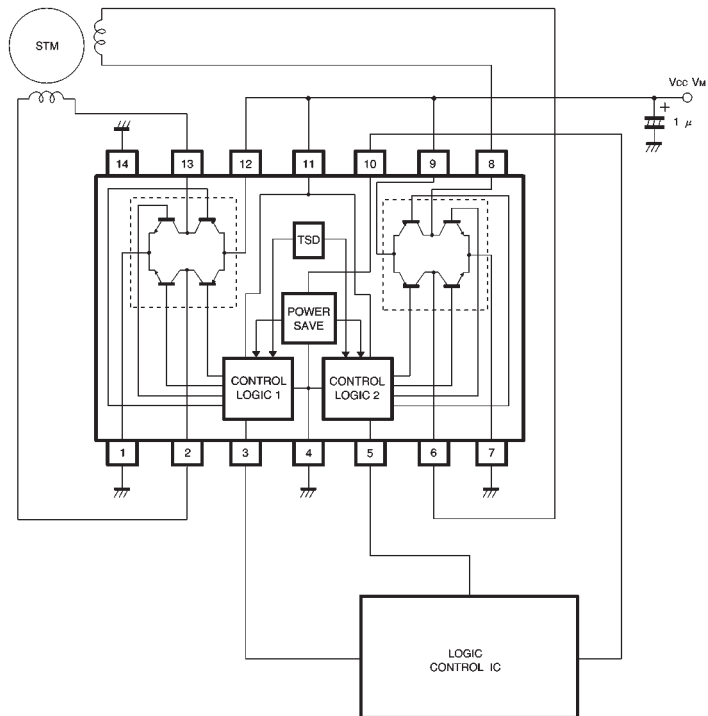 STM
Vcc VM
+
1 μ
14
13
12
11
10
9
8
TSD
POWER
SAVE
CONTROL
LOGIC 1
CONTROL
LOGIC 2
1
2
3
4
5
6
7
LOGIC
CONTROL IC